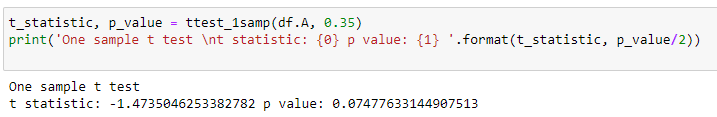 t_statistic, p_value = ttest_1samp(df.A, 0.35)
print('One sample t test \nt statistic: {0} p value: {1} '.format(t_statistic, p_value/2))
One sample t test
t statistic: -1.4735046253382782 p value: 0.07477633144907513